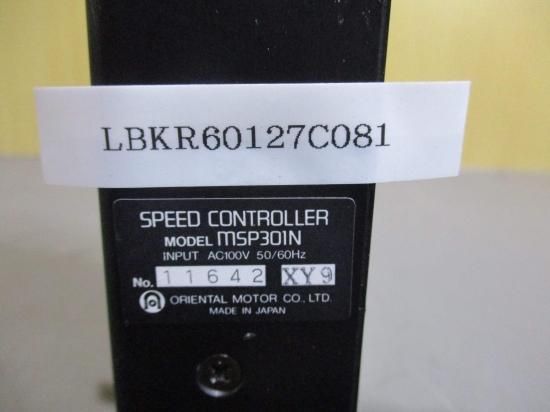 LBKR60127C081
SPEED CONTROLLER
MODEL MSP301N
INPUT AC100V 50/60Hz
No. 11642 XY9
ORIENTAL MOTOR CO., LTD.
MADE IN JAPAN